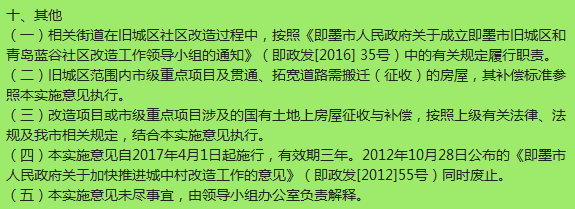 十、其他
（一）相关街道在旧城区社区改造过程中，按照《即墨市人民政府关于成立即墨市旧城区和
青岛蓝谷社区改造工作领导小组的通知》（即政发[2016] 35号）中的有关规定履行职责。
（二）旧城区范围内市级重点项目及贯通、拓宽道路需搬迁（征收）的房屋，其补偿标准参
照本实施意见执行。
（三）改造项目或市级重点项目涉及的国有土地上房屋征收与补偿，按照上级有关法律、法
规及我市相关规定，结合本实施意见执行。
（四）本实施意见自2017年4月1日起施行，有效期三年。2012年10月28日公布的《即墨市
人民政府关于加快推进城中村改造工作的意见》（即政发[2012]55号）同时废止。
（五）本实施意见未尽事宜，由领导小组办公室负责解释。